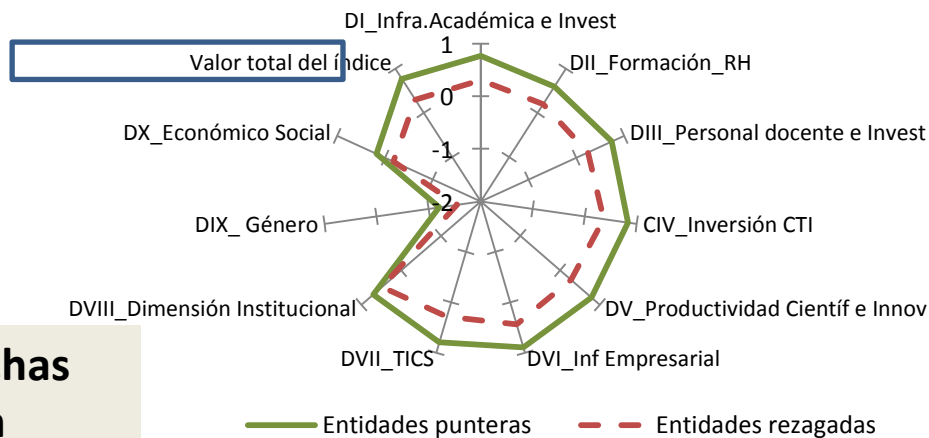 DI_Infra.Académica e Invest
1
Valor total del índice
DII_Formación_RH
0
DX_Económico Social
DIII_Personal docente e Invest
-1
-2
DIX_ Género
CIV_Inversión CTI
DVIII_Dimensión Institucional
DV_Productividad Científ e Innov
DVII_TICS
DVI_Inf Empresarial
Entidades punteras
Entidades rezagadas